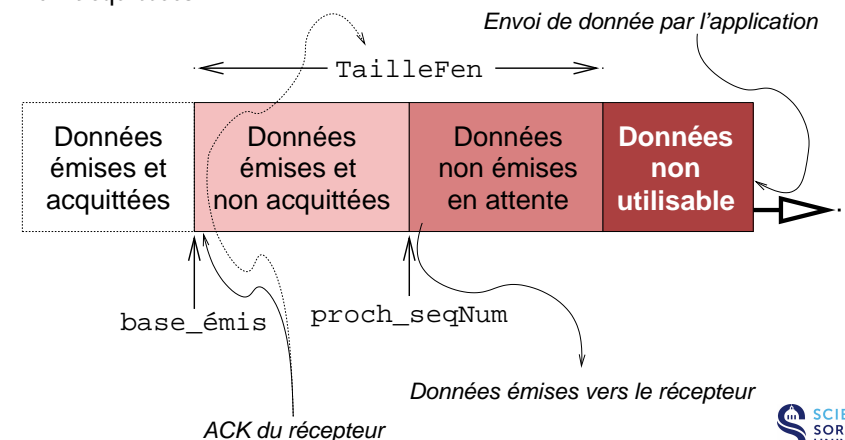 Envoi de donnée par l'application
TailleFen
Données
émises et
acquittées
Données
émises et
non acquittées
Données
non émises
en attente
Données
non
utilisable
base_émis
proch_seqNum
Données émises vers le récepteur
ACK du récepteur